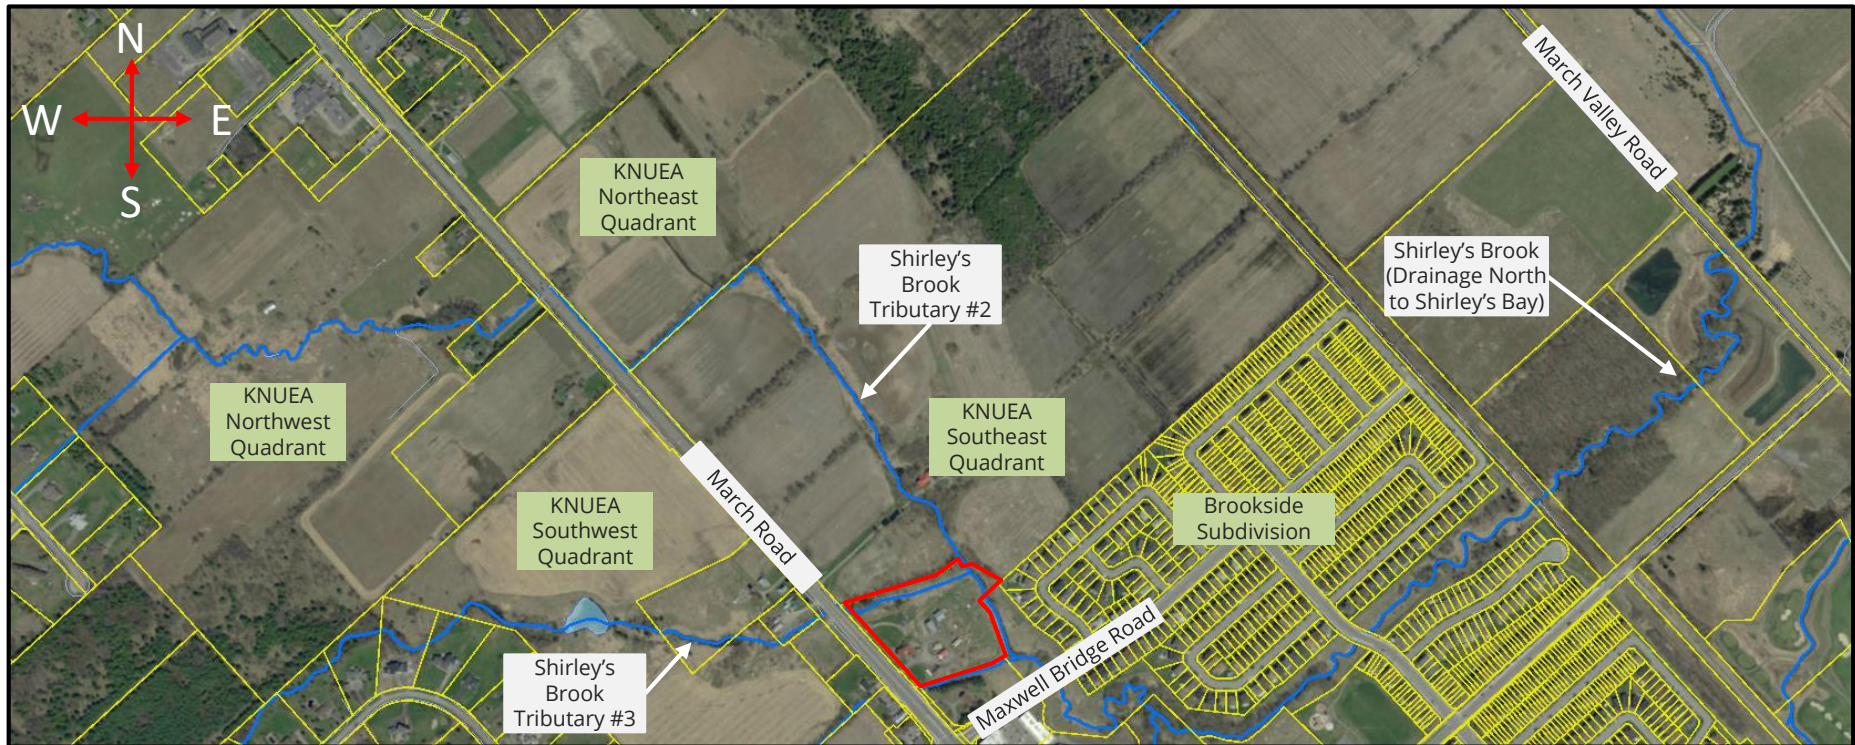 N
W
E
S
KNUEA
Northeast
Quadrant
March Valley Road
Shirley's
Brook
Tributary #2
Shirley's Brook
(Drainage North
to Shirley's Bay)
KNUEA
Northwest
Quadrant
KNUEA
Southeast
Quadrant
KNUEA
Southwest
Quadrant
March Road
Brookside
Subdivision
Maxwell Bridge Road
Shirley's
Brook
Tributary #3